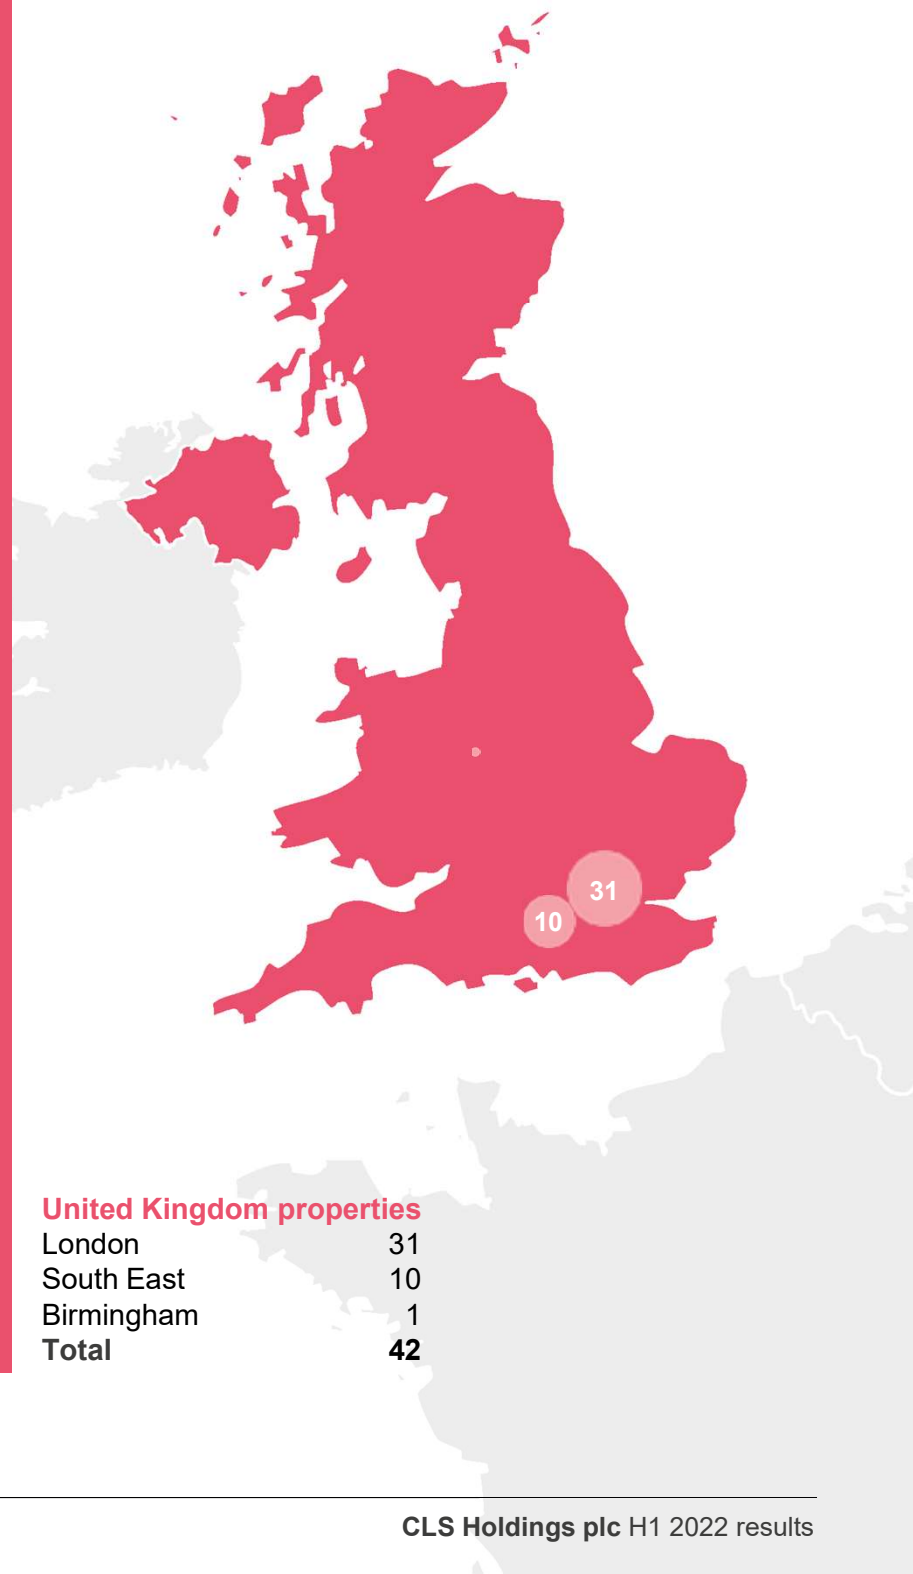 31
10
United Kingdom properties
London 31
South East 10
Birmingham 1
Total 42
CLS Holdings plc H1 2022 results